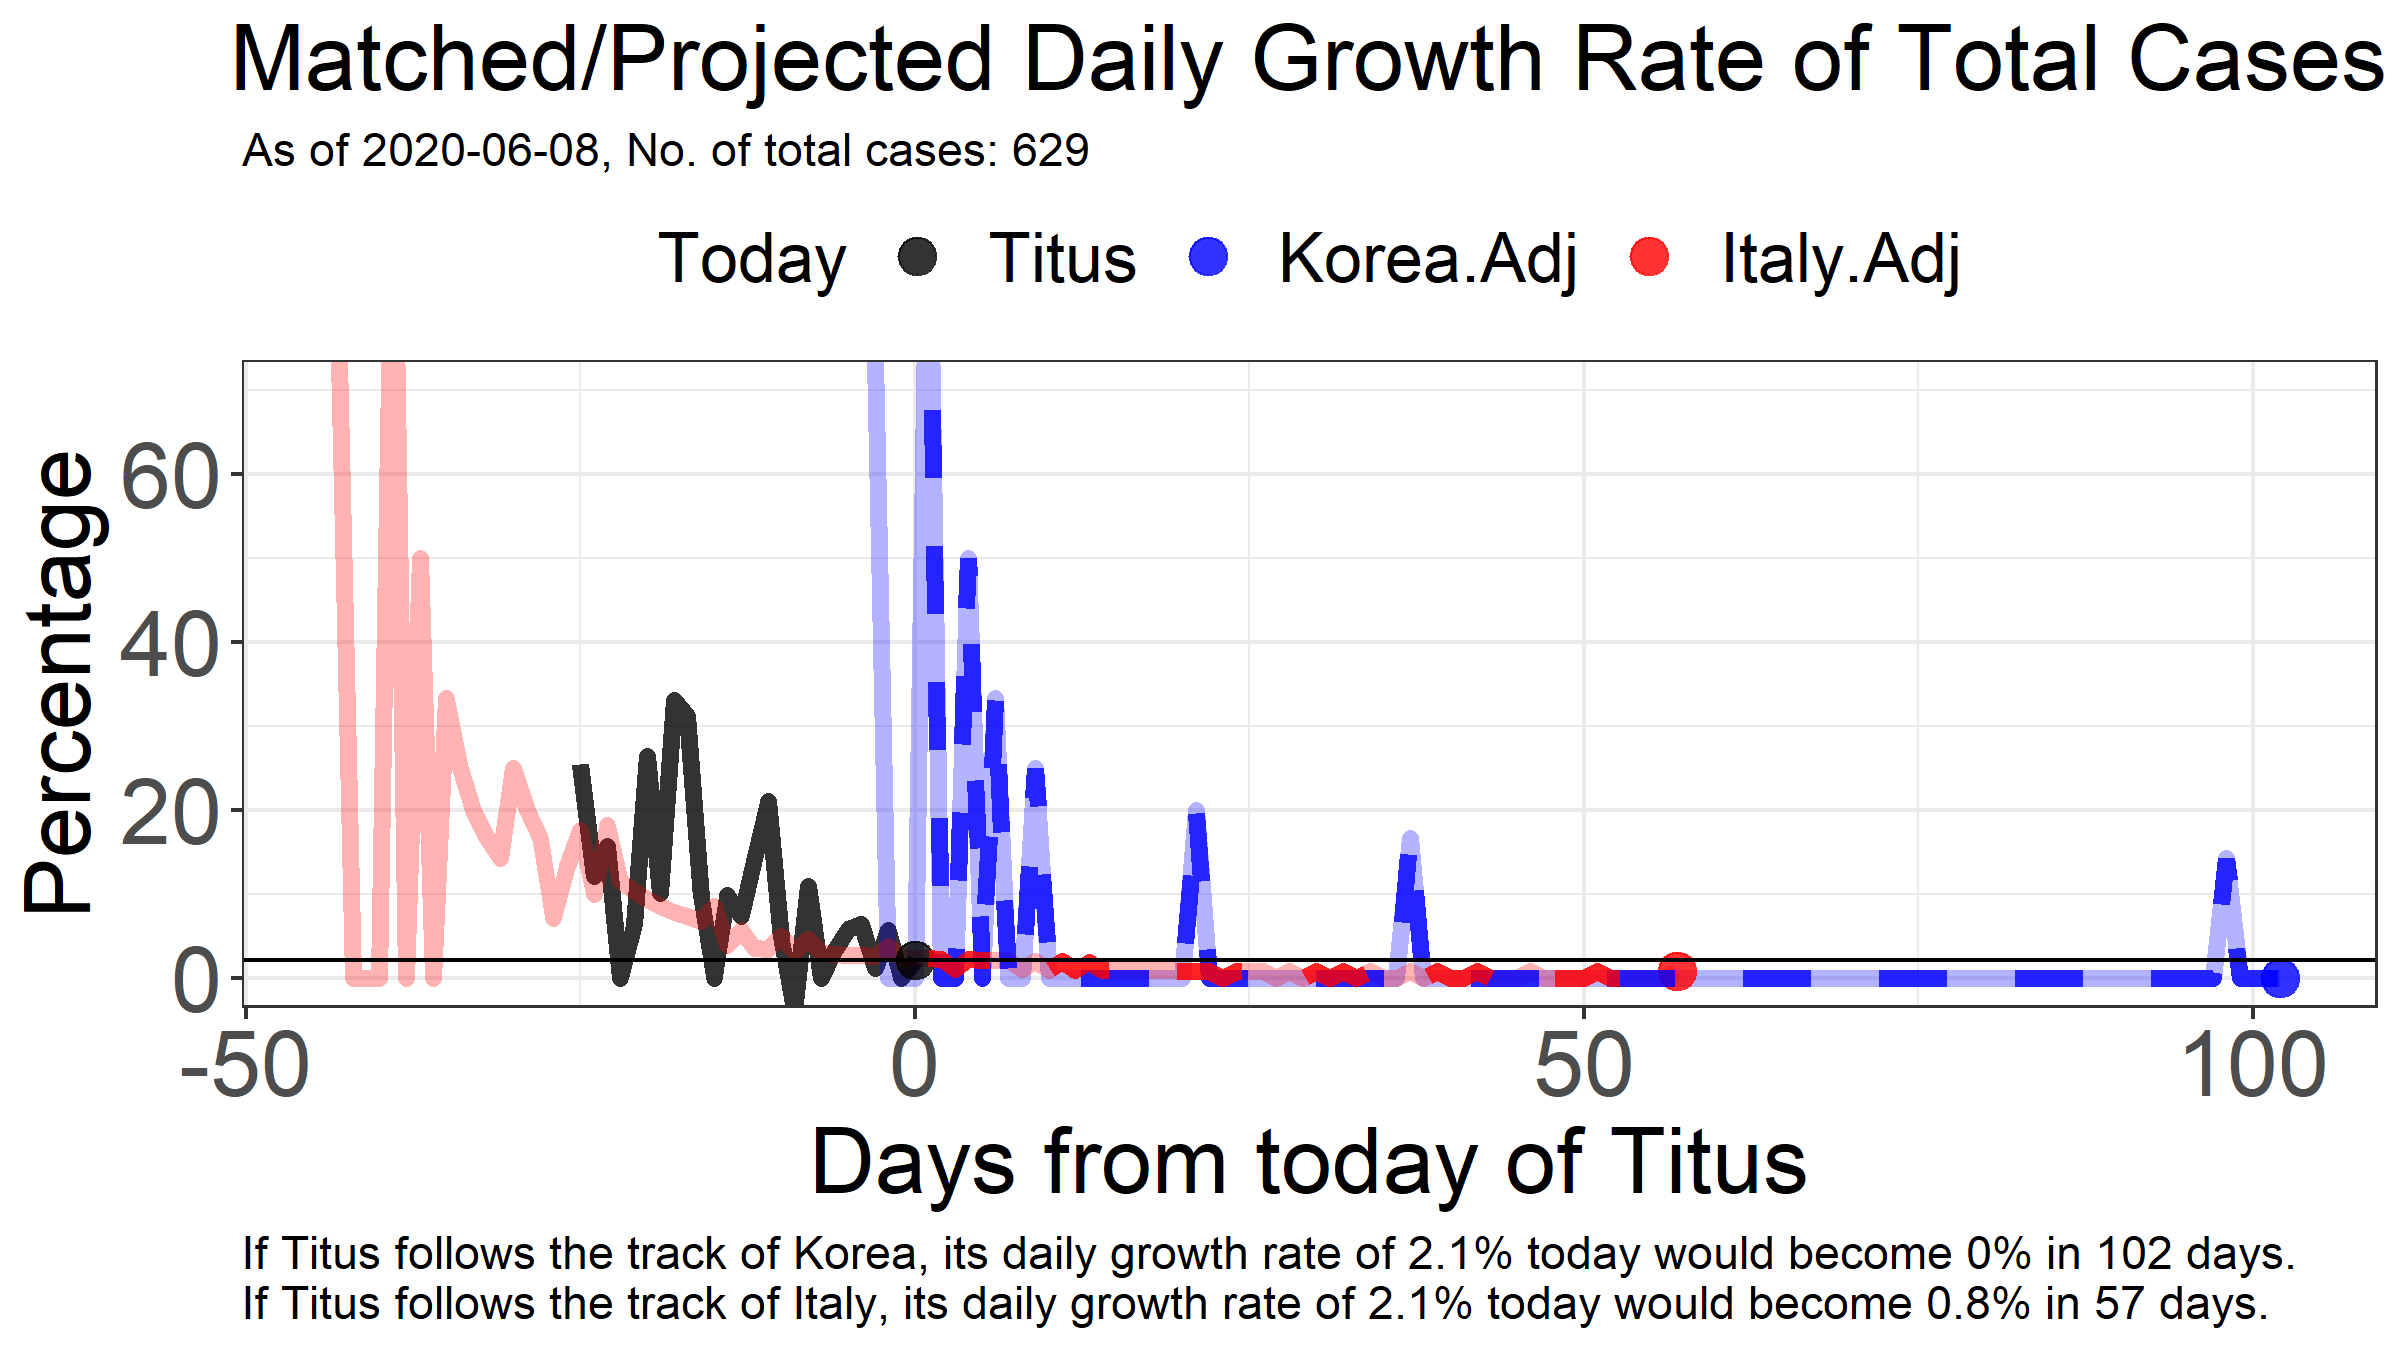 Matched/Projected Daily Growth Rate of Total Cases
As of 2020-06-08, No. of total cases: 629
Today Titus Korea.Adj Italy.Adj
Percentage
60
40
20
0
-50 0 50 100
Days from today of Titus
If Titus follows the track of Korea, its daily growth rate of 2.1% today would become 0% in 102 days.
If Titus follows the track of Italy, its daily growth rate of 2.1% today would become 0.8% in 57 days.